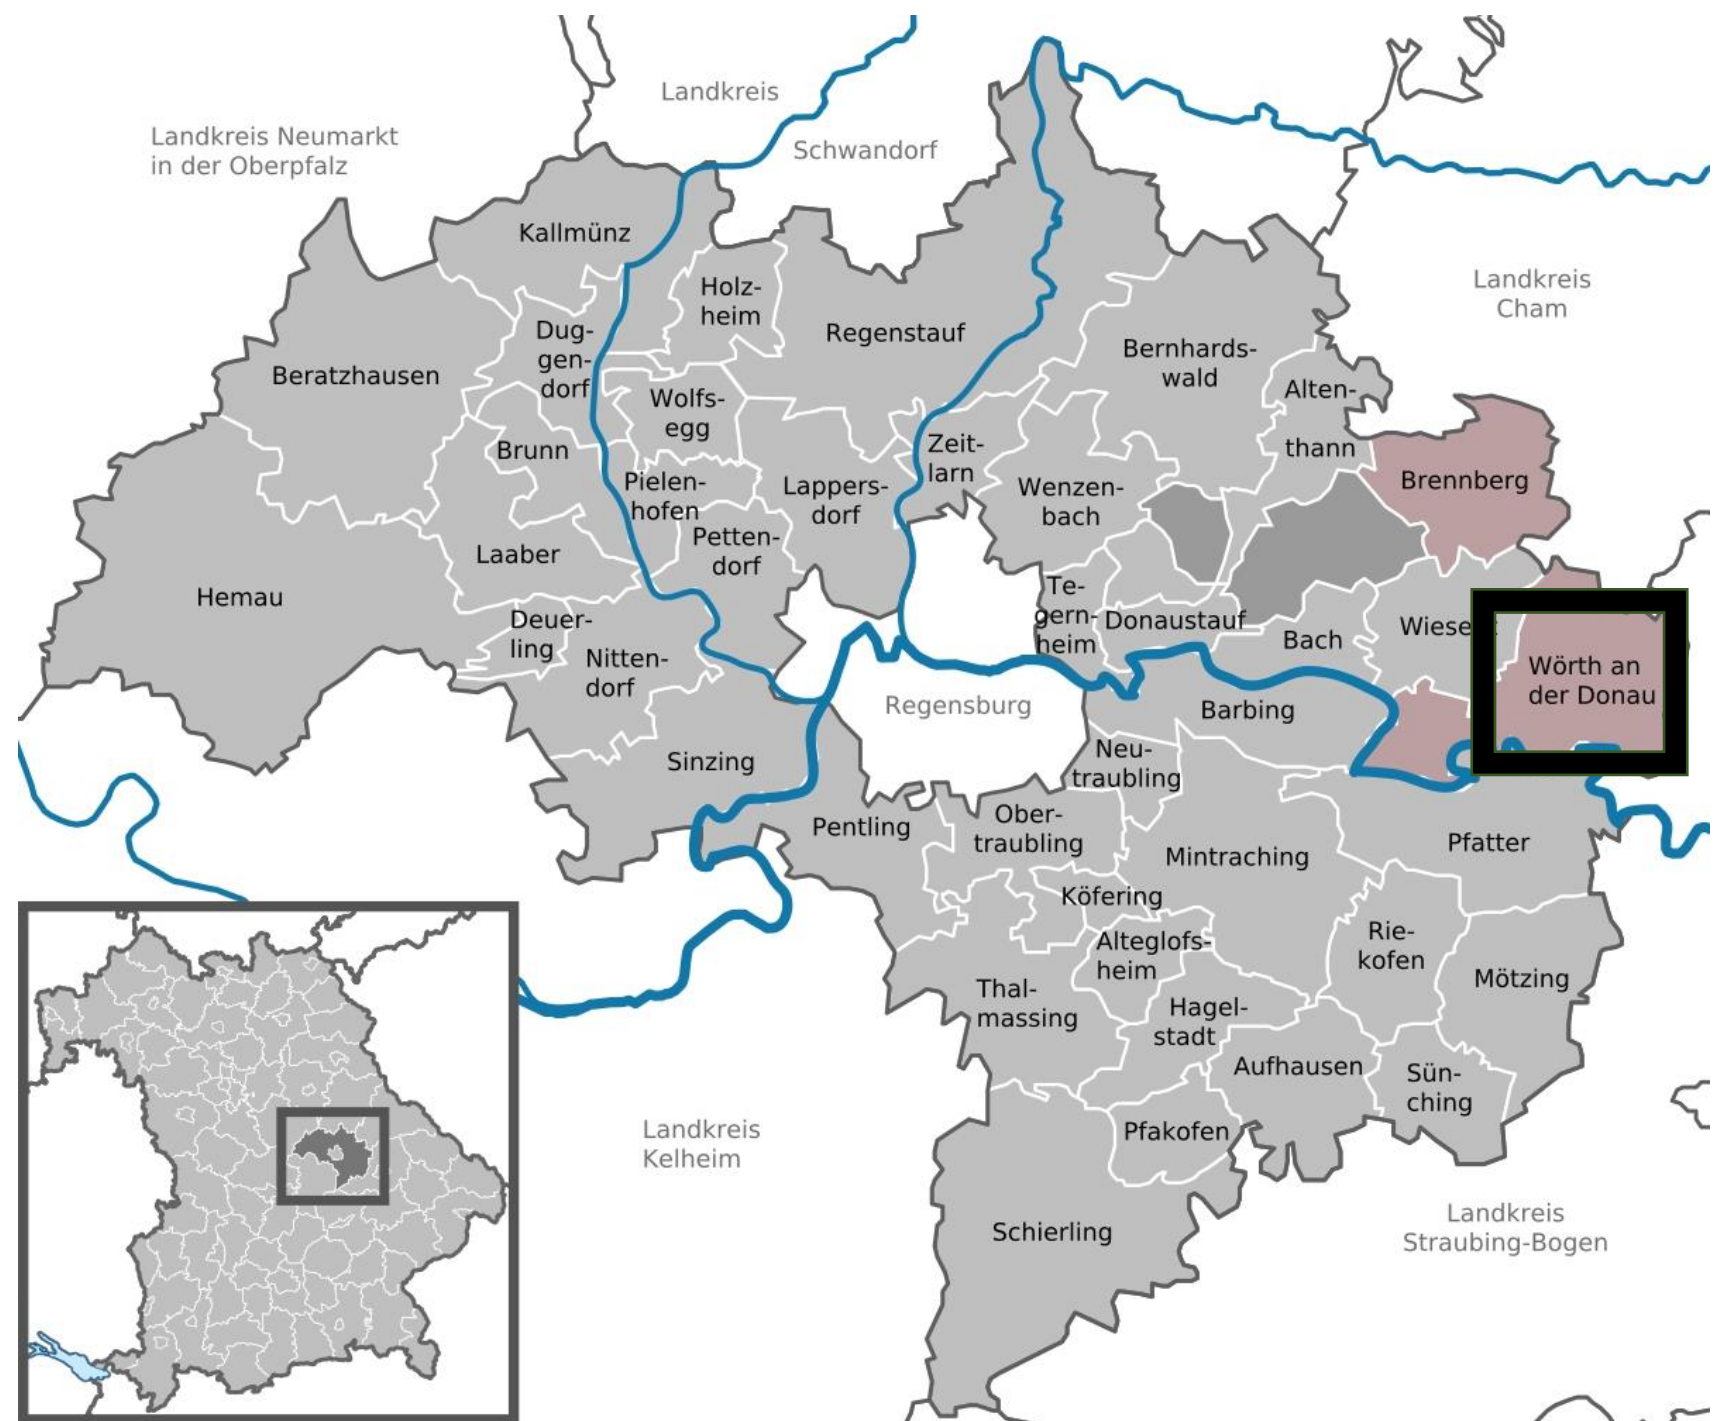 Landkreis
Schwandorf
Landkreis Neumarkt
in der Oberpfalz
Kallmünz
Holz-
heim
Landkreis
Cham
Dug-
gen-
dorf
Regenstauf
Bernhards-
wald
Beratzhausen
Alten-
thann
Wolfs-
egg
Brunn
Zeit-
larn
Brennberg
Pielen-
hofen
Lappers-
dorf
Wenzen-
bach
Petten-
dorf
Laaber
Hemau
Te-
gern-
heim
Donaustauf
Bach
Deuer-
ling
Nitten-
dorf
Wörth an
der Donau
Regensburg
Barbing
Neu-
traubling
Sinzing
Pentling
Ober-
traubling
Mintraching
Pfatter
Köfering
Alteglofs-
heim
Rie-
kofen
Mötzing
Thal-
massing
Hagel-
stadt
Aufhausen
Sün-
ching
Pfakofen
Landkreis
Kelheim
Schierling
Landkreis
Straubing-Bogen